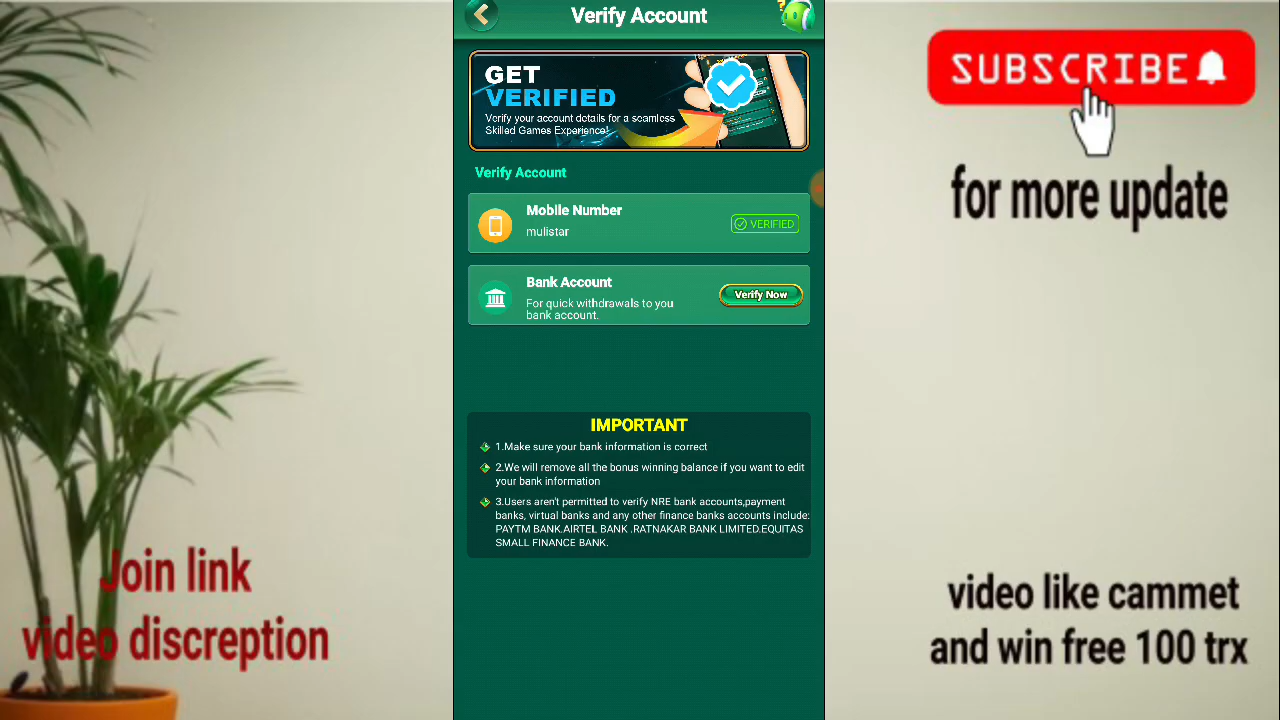 Verify Account
SUBSCRIBE
for more update
GET
VERIFIED
Verify your account details for a seamless
Skilled Games Experience!
Verify Account
Mobile Number
mulistar
VERIFIED
Bank Account
For quick withdrawals to you
bank account.
Verify Now
IMPORTANT
1.Make sure your bank information is correct
2.We will remove all the bonus winning balance if you want to edit
your bank information
3.Users aren't permitted to verify NRE bank accounts,payment
banks, virtual banks and any other finance banks accounts include:
PAYTM BANK.AIRTEL BANK .RATNAKAR BANK LIMITED.EQUITAS
SMALL FINANCE BANK.
Join link
video discreption
video like cammet
and win free 100 trx